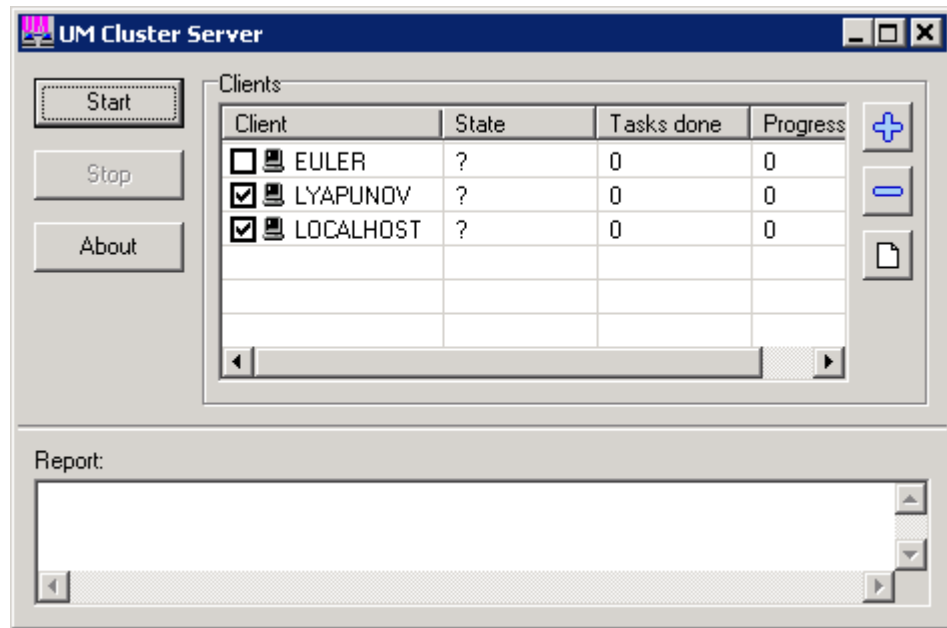 UM Cluster Server
Start
Stop
About
Clients
Client State Tasks done Progress
EULER ? 0 0
LYAPUNOV ? 0 0
LOCALHOST ? 0 0
Report: